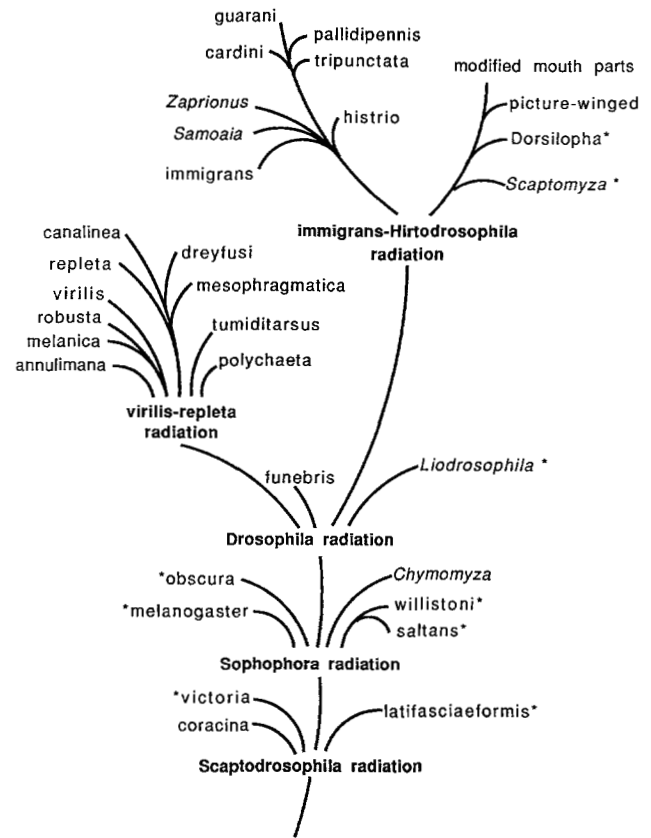 guarani
pallidipennis
cardini
tripunctata
modified mouth parts
Zaprionus
picture-winged
histrio
Samoaia
Dorsilopha*
immigrans
Scaptomyza *
immigrans-Hirtodrosophila
radiation
canalinea
dreyfusi
repleta
mesophragmatica
virilis
robusta
tumiditarsus
melanica
annulimana
polychaeta
virilis-repleta
radiation
Liodrosophila *
funebris
Drosophila radiation
*obscura
Chymomyza
*melanogaster
willistoni*
saltans*
Sophophora radiation
*victoria
latifasciaeformis*
coracina
Scaptodrosophila radiation